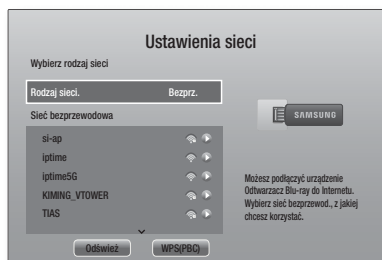 Ustawienia sieci
Wybierz rodzaj sieci
Rodzaj sieci. Bezprz.
Sieć bezprzewodowa
si-ap
iptime
iptime5G
KIMING_VTOWER
TIAS
SAMSUNG
Możesz podłączyć urządzenie
Odtwarzacz Blu-ray do Internetu.
Wybierz sieć bezprzewod., z jakiej
chcesz korzystać.
Odśwież WPS(PBC)